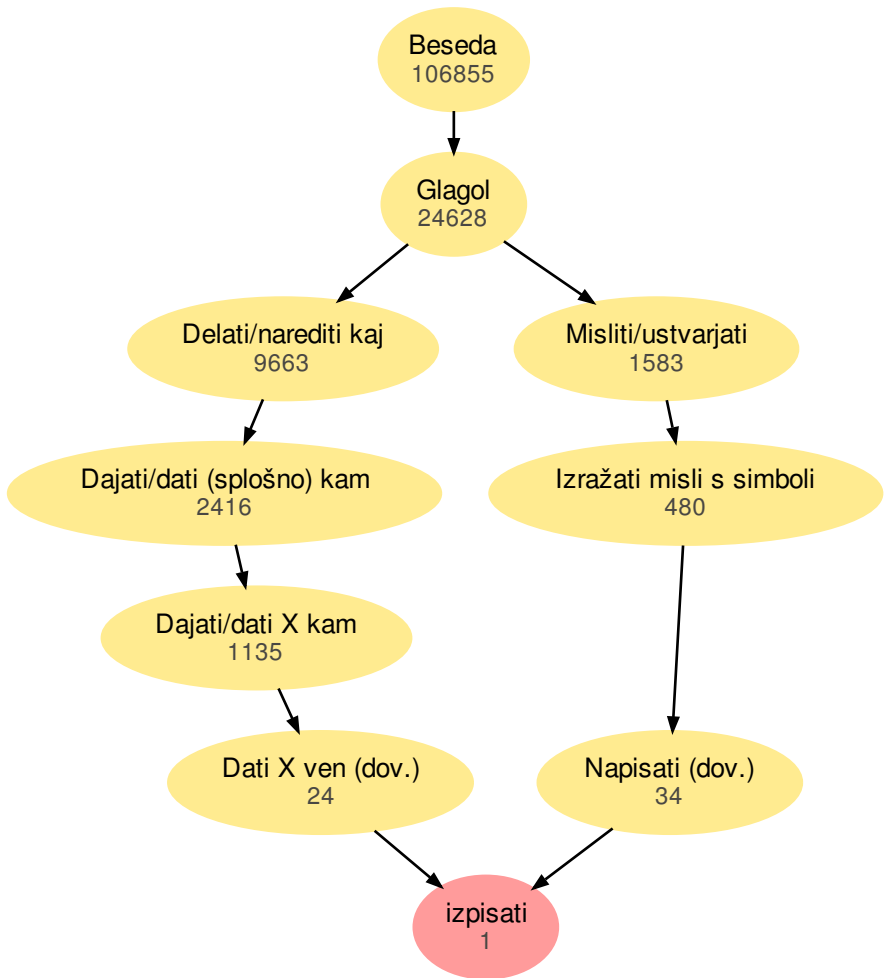 Beseda
106855
Glagol
24628
Delati/narediti kaj
9663
Misliti/ustvarjati
1583
Dajati/dati (splošno) kam
2416
Izražati misli s simboli
480
Dajati/dati X kam
1135
Dati X ven (dov.)
24
Napisati (dov.)
34
izpisati
1